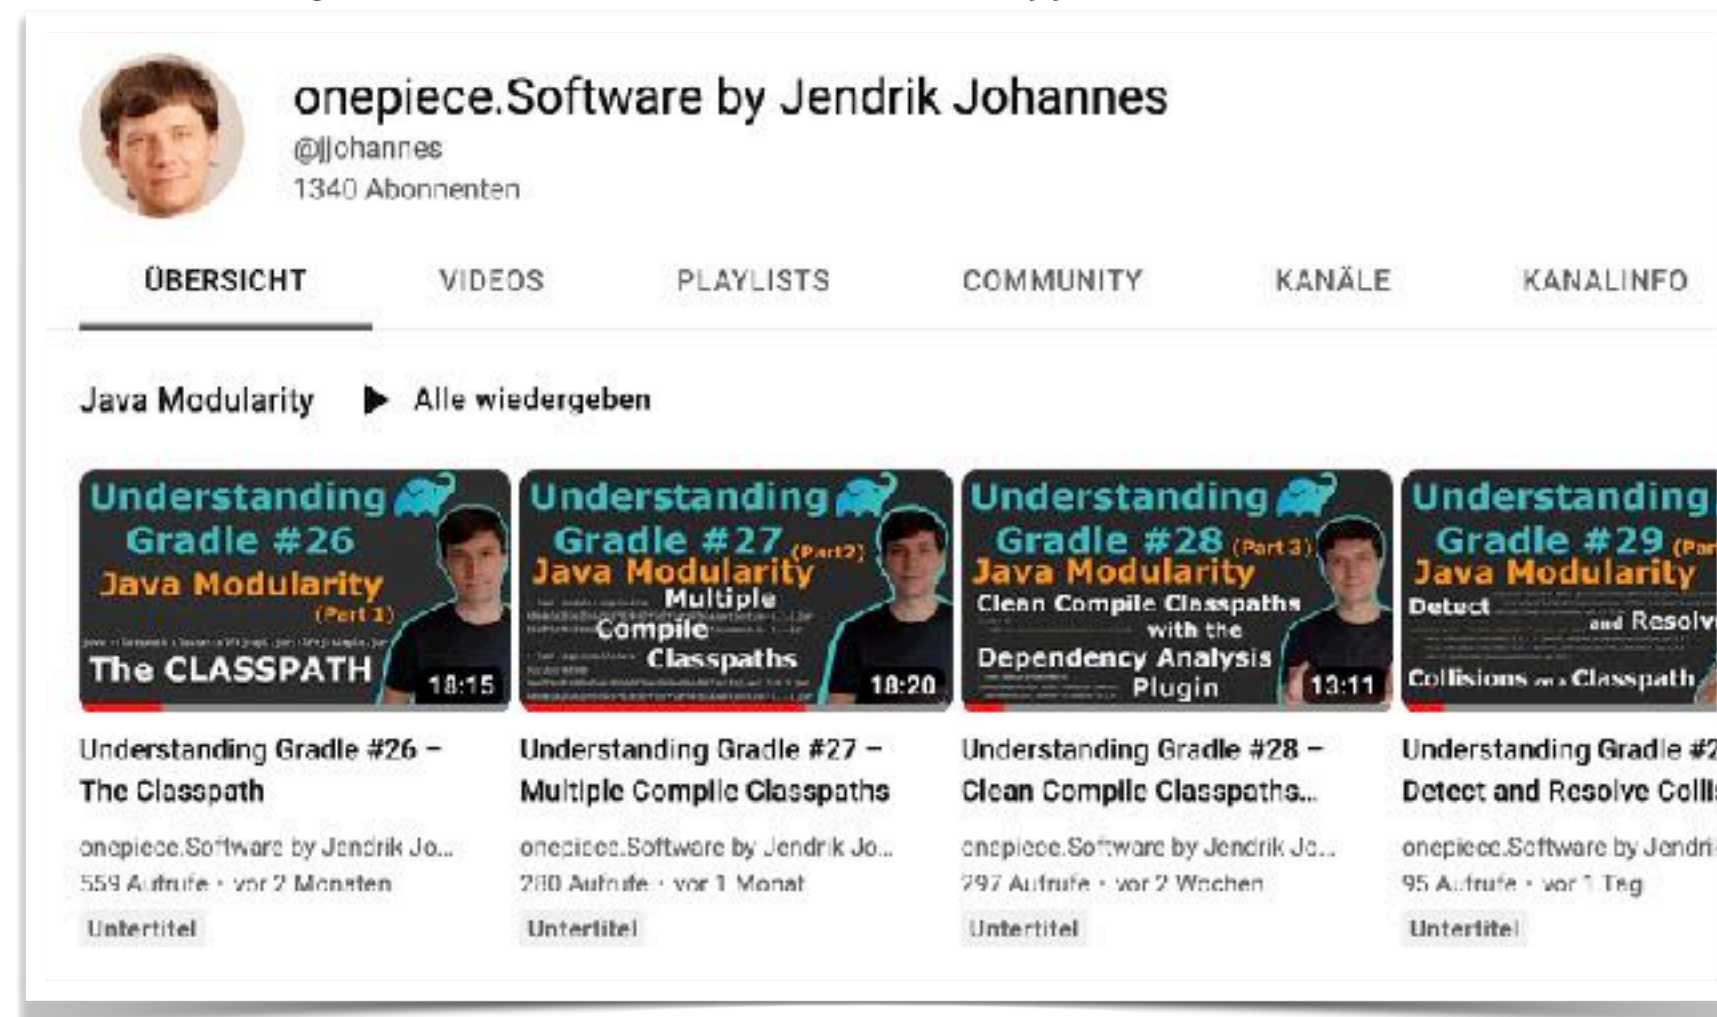 onepiece.Software by Jendrik Johannes
@jjohannes
1340 Abonnenten
ÜBERSICHT VIDEOS PLAYLISTS COMMUNITY KANÄLE KANALINFO
Java Modularity Alle wiedergeben
Understanding
Gradle #26
Java Modularity
(Part 1)
The CLASSPATH
18:15
Understanding
Gradle #27 (Part2)
Java Modularity
Multiple
Compile
Classpaths
18:20
Understanding
Gradle #28 (Part 3)
Java Modularity
Clean Compile Classpaths
with the
Dependency Analysis
Plugin
13:11
Understanding
Gradle #29
Java Modularity
Detect
and Resolv
Collisions on a Classpath
Understanding Gradle #26 –
The Classpath
onepiece.Software by Jendrik Jo...
559 Aufrufe • vor 2 Monaten
Untertitel
Understanding Gradle #27 –
Multiple Compile Classpaths
onepiece.Software by Jendrik Jo...
280 Aufrufe • vor 1 Monat
Untertitel
Understanding Gradle #28 –
Clean Compile Classpaths...
onepiece.Software by Jendrik Jo...
297 Aufrufe • vor 2 Wochen
Untertitel
Understanding Gradle #2
Detect and Resolve Collis
onepiece.Software by Jendri
95 Aufrufe • vor 1 Tag
Untertitel